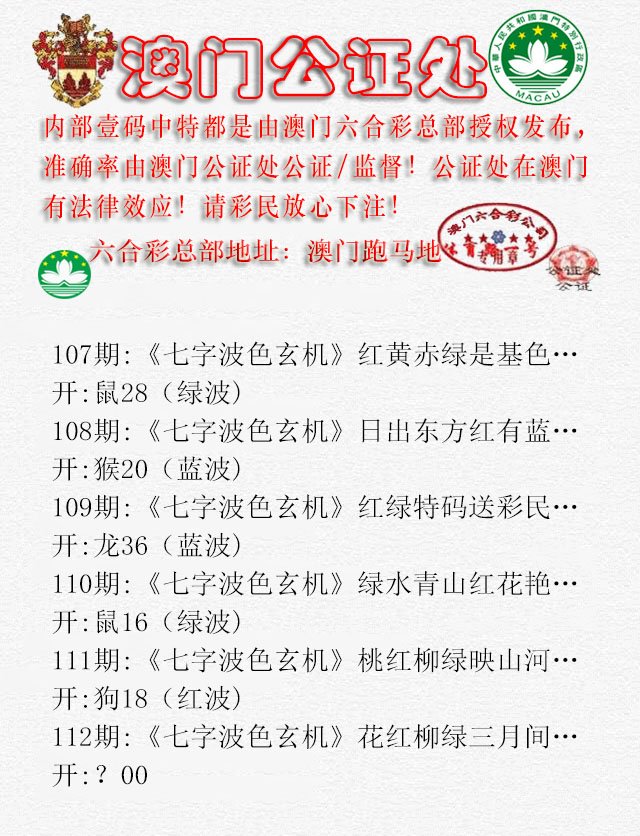 澳门公证处
中華人民共和國澳門特別行政區
MACAU
内部壹码中特都是由澳门六合彩总部授权发布，
准确率由澳门公证处公证/监督！公证处在澳门
有法律效应！请彩民放心下注！
六合彩总部地址：澳门跑马地
澳门六合彩公司
专用章
公证处
公证
107期:《七字波色玄机》红黄赤绿是基色…
开:鼠28（绿波)
108期:《七字波色玄机》日出东方红有蓝…
开:猴20（蓝波)
109期:《七字波色玄机》红绿特码送彩民…
开:龙36（蓝波)
110期:《七字波色玄机》绿水青山红花艳…
开:鼠16（绿波)
111期:《七字波色玄机》桃红柳绿映山河…
开:狗18（红波)
112期:《七字波色玄机》花红柳绿三月间…
开:？00